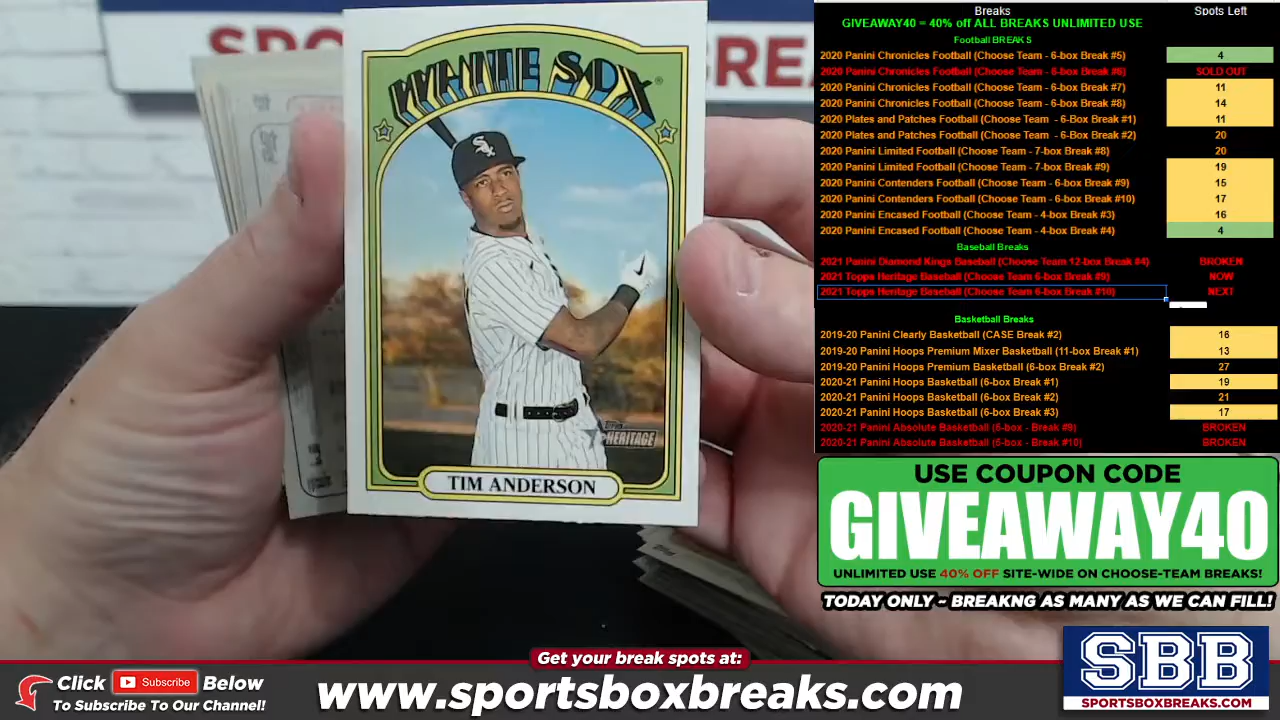 WHITE SOX
TIM ANDERSON
Topps HERITAGE
Breaks Spots Left
GIVEAWAY40 = 40% off ALL BREAKS UNLIMITED USE
Football BREAKS
2020 Panini Chronicles Football (Choose Team - 6-box Break #5) 4
2020 Panini Chronicles Football (Choose Team - 6-box Break #6) SOLD OUT
2020 Panini Chronicles Football (Choose Team - 6-box Break #7) 11
2020 Panini Chronicles Football (Choose Team - 6-box Break #8) 14
2020 Plates and Patches Football (Choose Team - 6-Box Break #1) 11
2020 Plates and Patches Football (Choose Team - 6-Box Break #2) 20
2020 Panini Limited Football (Choose Team - 7-box Break #8) 20
2020 Panini Limited Football (Choose Team - 7-box Break #9) 19
2020 Panini Contenders Football (Choose Team - 6-box Break #9) 15
2020 Panini Contenders Football (Choose Team - 6-box Break #10) 17
2020 Panini Encased Football (Choose Team - 4-box Break #3) 16
2020 Panini Encased Football (Choose Team - 4-box Break #4) 4
Baseball Breaks
2021 Panini Diamond Kings Baseball (Choose Team 12-box Break #4) BROKEN
2021 Topps Heritage Baseball (Choose Team 6-box Break #9) NOW
2021 Topps Heritage Baseball (Choose Team 6-box Break #10) NEXT
Basketball Breaks
2019-20 Panini Clearly Basketball (CASE Break #2) 16
2019-20 Panini Hoops Premium Mixer Basketball (11-box Break #1) 13
2019-20 Panini Hoops Premium Basketball (6-box Break #2) 27
2020-21 Panini Hoops Basketball (6-box Break #1) 19
2020-21 Panini Hoops Basketball (6-box Break #2) 21
2020-21 Panini Hoops Basketball (6-box Break #3) 17
2020-21 Panini Absolute Basketball (6-box - Break #9) BROKEN
2020-21 Panini Absolute Basketball (6-box - Break #10) BROKEN
USE COUPON CODE
GIVEAWAY40
UNLIMITED USE 40% OFF SITE-WIDE ON CHOOSE-TEAM BREAKS!
TODAY ONLY ~ BREAKNG AS MANY AS WE CAN FILL!
Get your break spots at:
Click Subscribe Below
To Subscribe To Our Channel!
www.sportsboxbreaks.com
SBB
SPORTSBOXBREAKS.COM